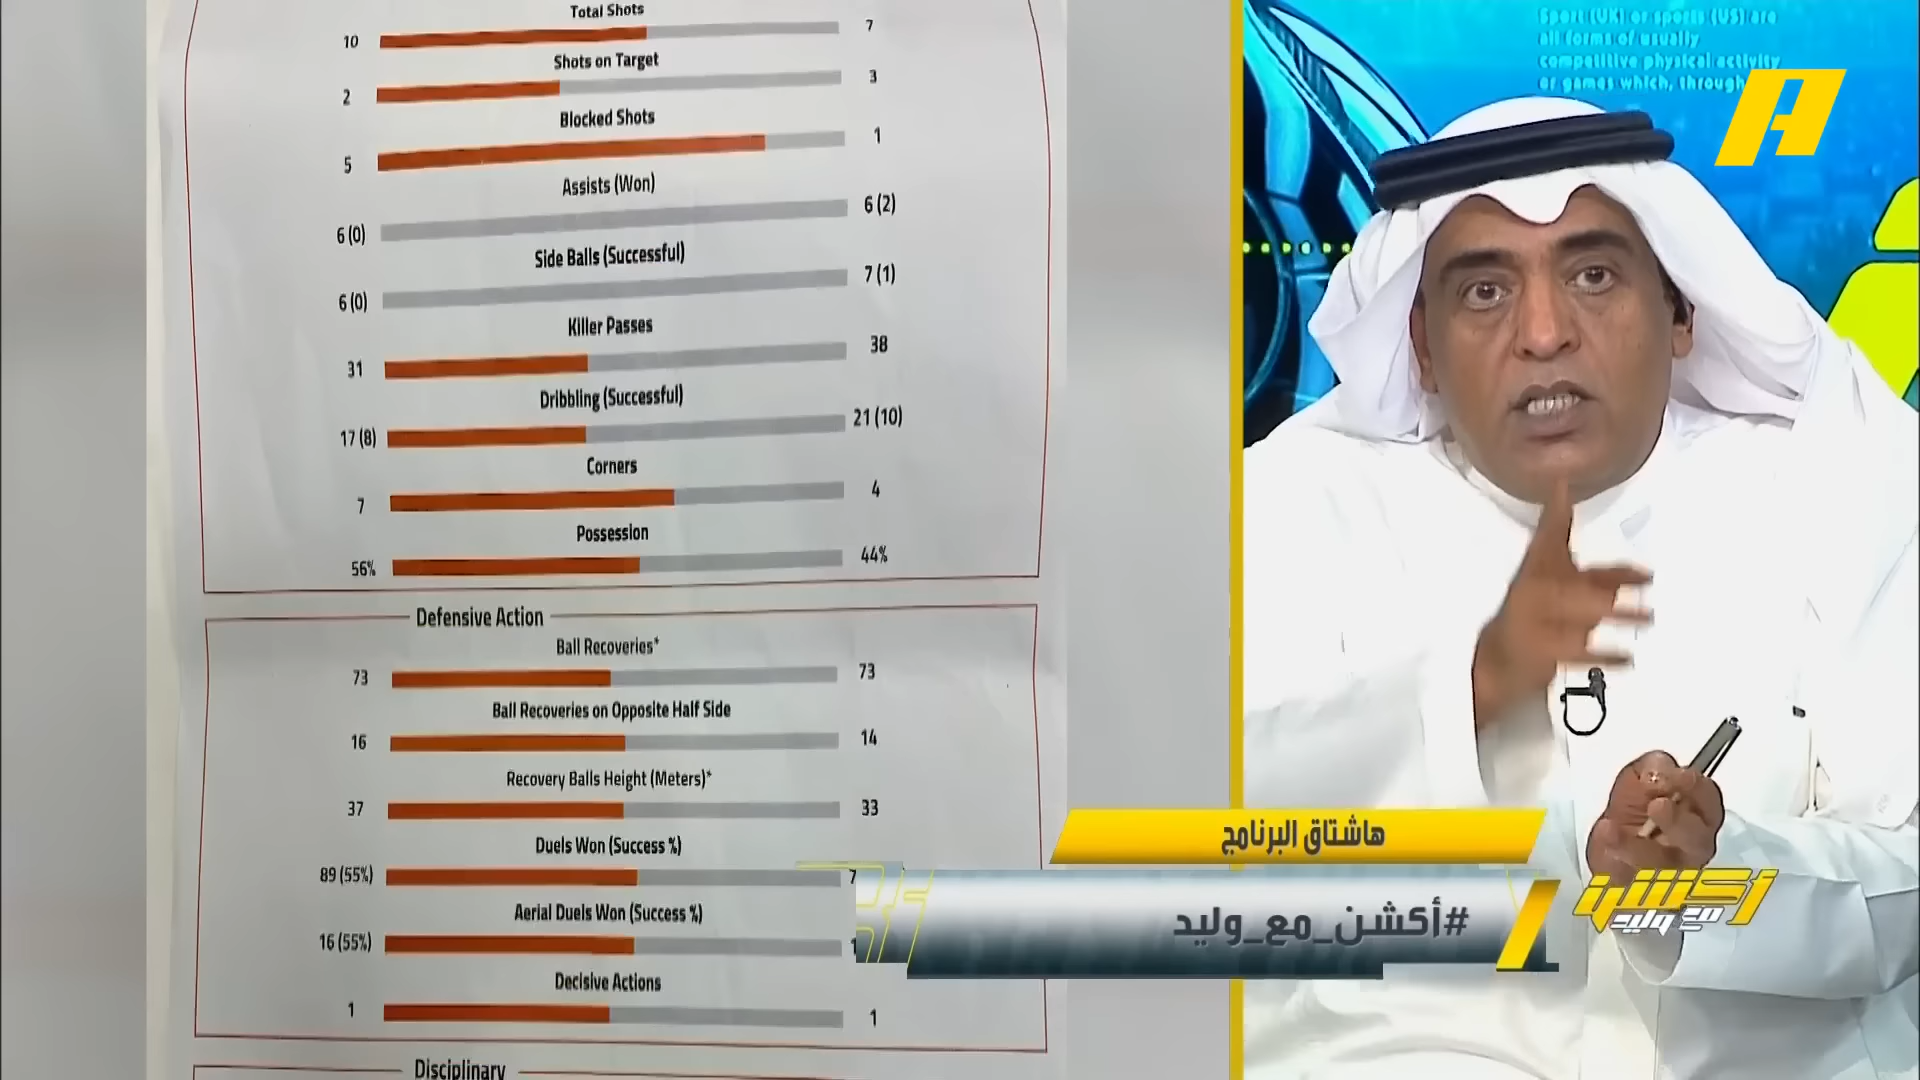 Total Shots
10 7
Shots on Target
2 3
Blocked Shots
5 1
Assists (Won)
6 (0) 6 (2)
Side Balls (Successful)
6 (0) 7 (1)
Killer Passes
31 38
Dribbling (Successful)
17 (8) 21 (10)
Corners
7 4
Possession
56% 44%
Defensive Action
Ball Recoveries*
73 73
Ball Recoveries on Opposite Half Side
16 14
Recovery Balls Height (Meters)*
37 33
Duels Won (Success %)
89 (55%) 7
Aerial Duels Won (Success %)
16 (55%) 1
Decisive Actions
1 1
Disciplinary
Sport (UK) or sports (US) are
all forms of usually
competitive physical activity
or games which, through
هاشتاق البرنامج
#أكشن_مع_وليد
أكشن
مع وليد